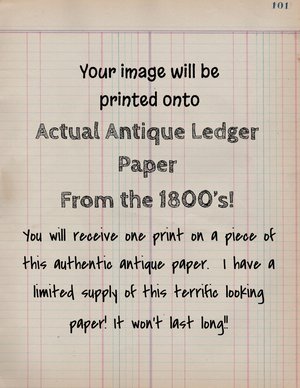 101
Your image will be
printed onto
Actual Antique Ledger
Paper
From the 1800's!
You will receive one print on a piece of
this authentic antique paper. I have a
limited supply of this terrific looking
paper! It won't last long!!